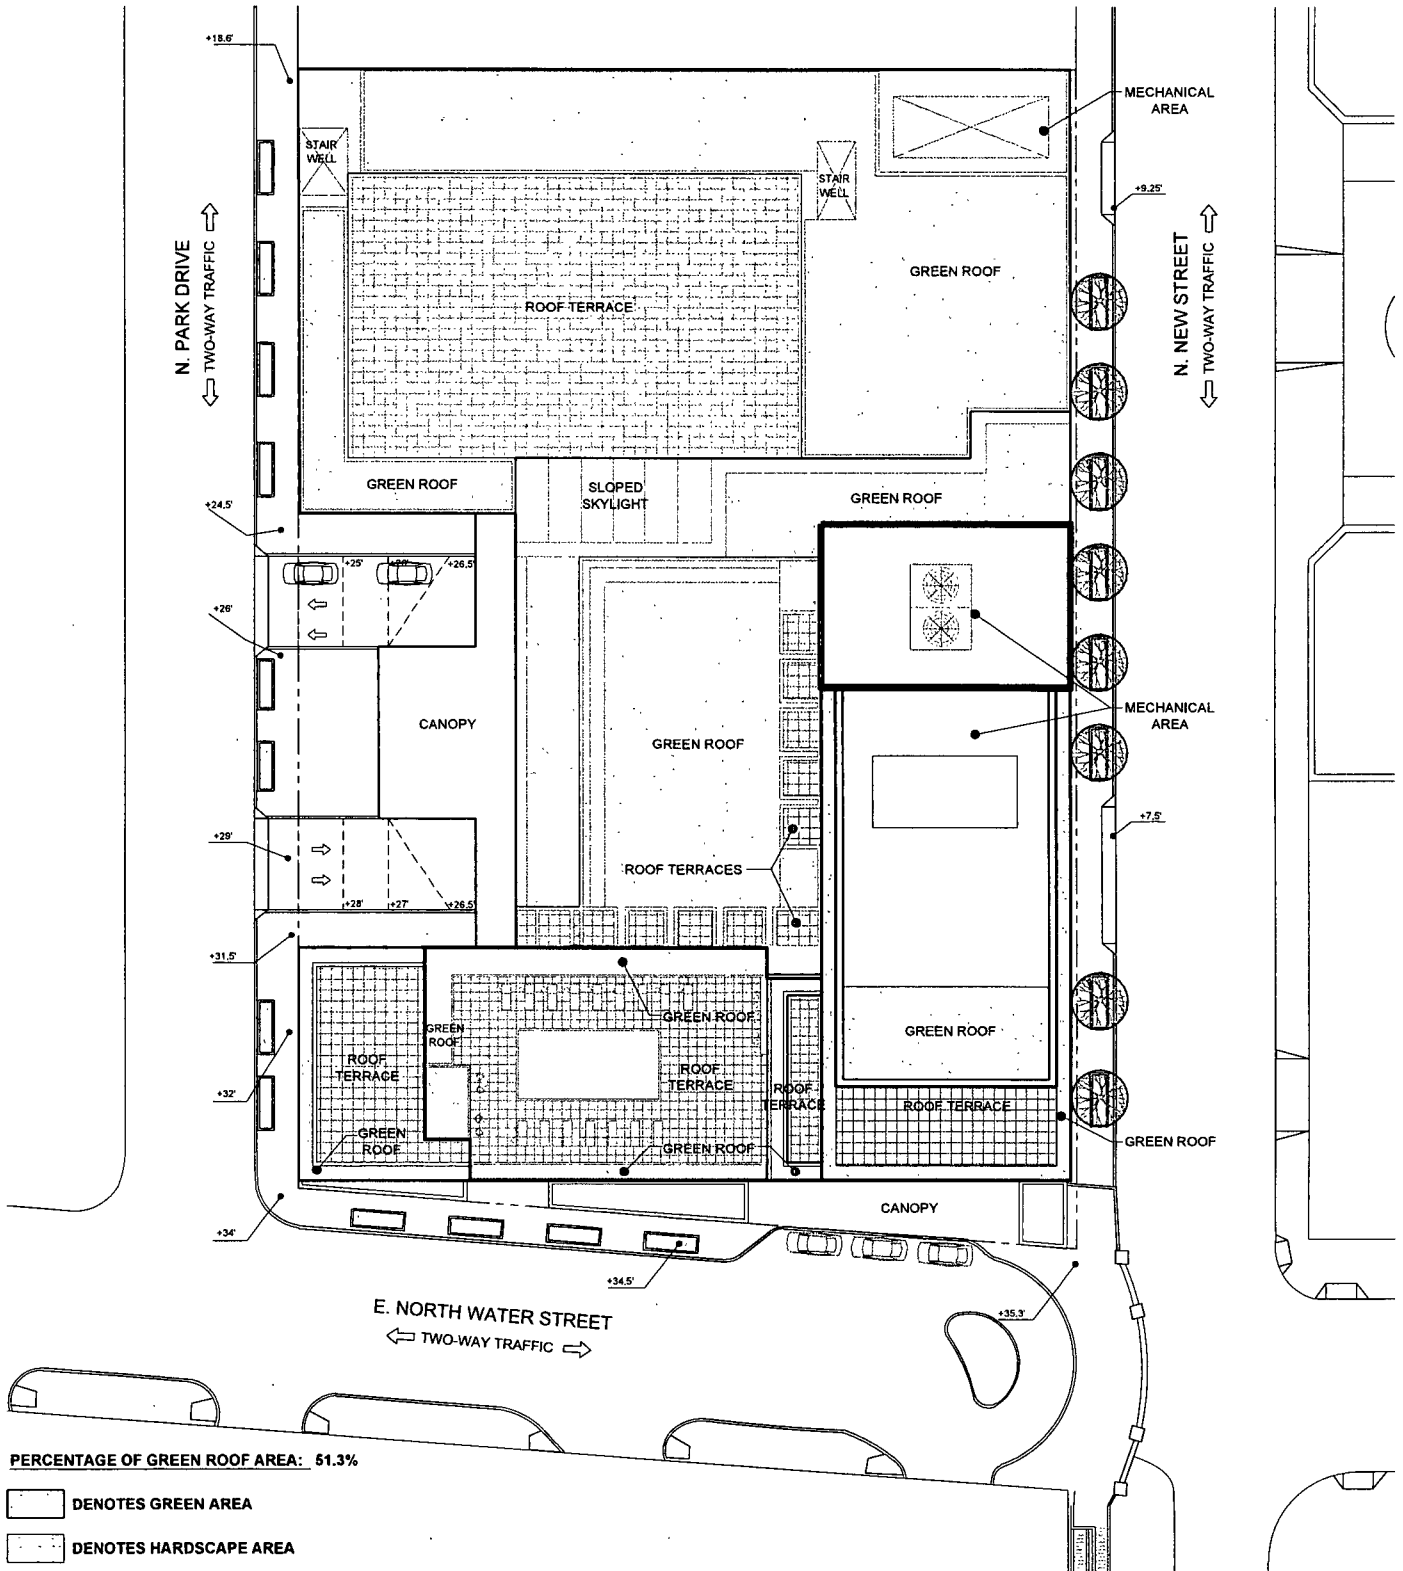 +18.6'
MECHANICAL
AREA
STAIR
WELL
STAIR
WELL
+9.25'
N. PARK DRIVE
TWO-WAY TRAFFIC
N. NEW STREET
TWO-WAY TRAFFIC
GREEN ROOF
ROOF TERRACE
GREEN ROOF
SLOPED
SKYLIGHT
GREEN ROOF
+24.5'
+25'
+26.5'
+26'
CANOPY
GREEN ROOF
MECHANICAL
AREA
+7.5'
+29'
ROOF TERRACES
+28'
+27'
+26.5'
+31.5'
GREEN ROOF
GREEN
ROOF
GREEN ROOF
ROOF
TERRACE
ROOF
TERRACE
ROOF
TERRACE
ROOF TERRACE
+32'
GREEN
ROOF
GREEN ROOF
GREEN ROOF
CANOPY
+34'
+34.5'
+35.3'
E. NORTH WATER STREET
TWO-WAY TRAFFIC
PERCENTAGE OF GREEN ROOF AREA: 51.3%
DENOTES GREEN AREA
DENOTES HARDSCAPE AREA